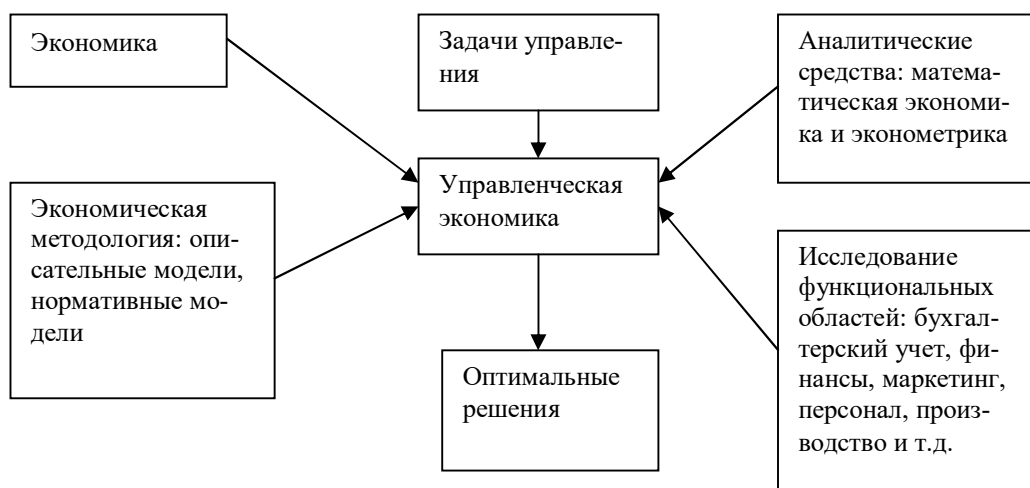 Экономика
Задачи управле-
ния
Аналитические
средства: матема-
тическая экономи-
ка и эконометрика
Управленческая
экономика
Экономическая
методология: опи-
сательные модели,
нормативные мо-
дели
Исследование
функциональных
областей: бухгал-
терский учет, фи-
нансы, маркетинг,
персонал, произ-
водство и т.д.
Оптимальные
решения